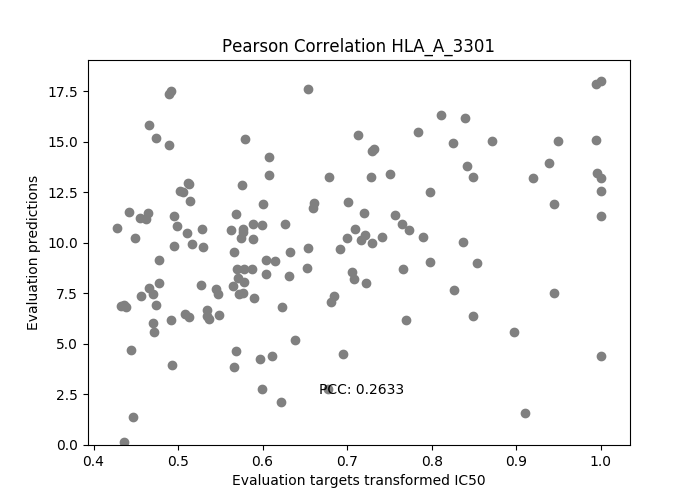 Pearson Correlation HLA_A_3301
Evaluation predictions
17.5
15.0
12.5
10.0
7.5
5.0
2.5
0.0
PCC: 0.2633
0.4 0.5 0.6 0.7 0.8 0.9 1.0
Evaluation targets transformed IC50